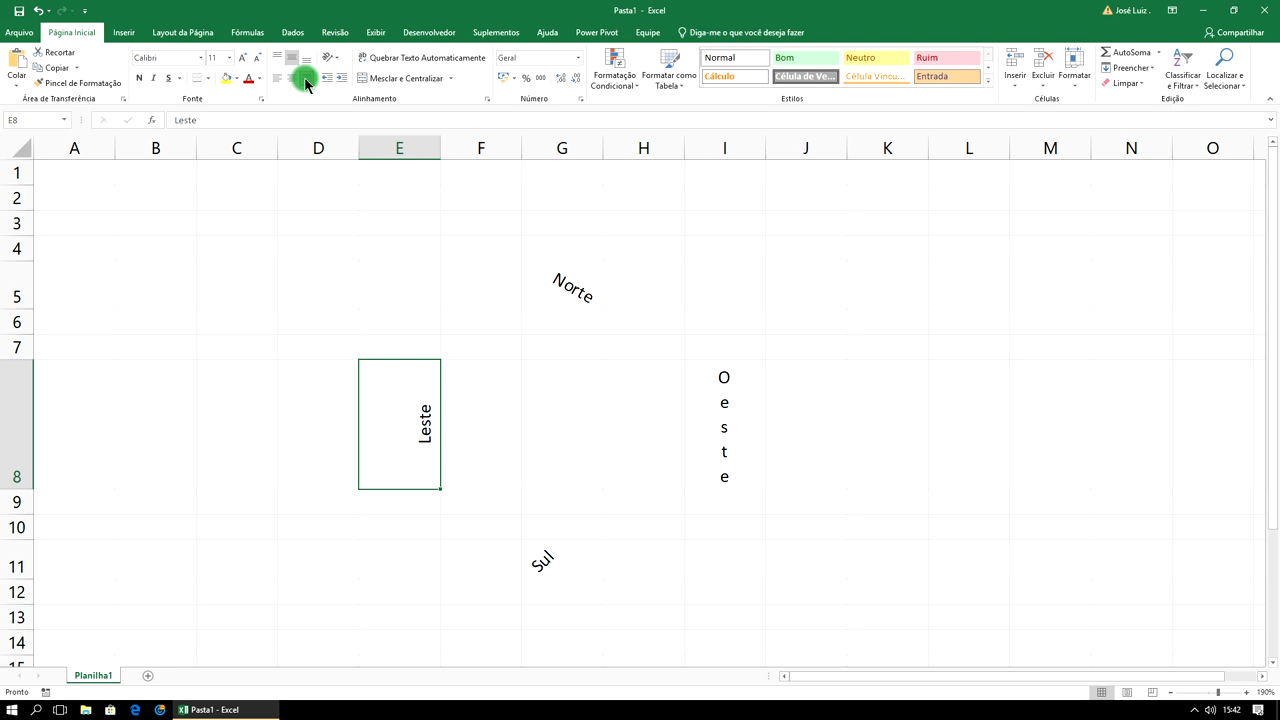 Pasta1 - Excel
José Luiz .
Arquivo Página Inicial Inserir Layout da Página Fórmulas Dados Revisão Exibir Desenvolvedor Suplementos Ajuda Power Pivot Equipe Diga-me o que você deseja fazer Compartilhar
Colar
Recortar
Copiar
Pincel de Formatação
Área de Transferência
Calibri 11
N I S
Fonte
Quebrar Texto Automaticamente
Mesclar e Centralizar
Alinhamento
Geral
% 000
Número
Formatação Condicional
Formatar como Tabela
Normal Bom Neutro Ruim
Cálculo Célula de Ve... Célula Vincu... Entrada
Estilos
Inserir Excluir Formatar
Células
AutoSoma
Preencher
Limpar
Classificar e Filtrar
Localizar e Selecionar
Edição
E8 fx Leste
A B C D E F G H I J K L M N O
1
2
3
4
5 Norte
6
7
8 Leste Oeste
9
10
11 Sul
12
13
14
15
Planilha1
Pronto 190%
Pasta1 - Excel 15:42